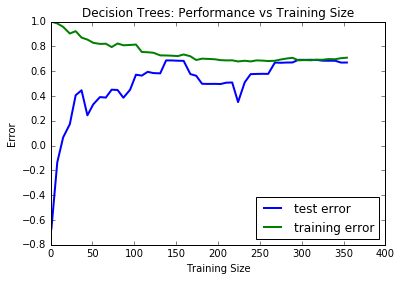 Decision Trees: Performance vs Training Size
1.0
0.8
0.6
0.4
0.2
0.0
−0.2
−0.4
−0.6
−0.8
Error
0 50 100 150 200 250 300 350 400
Training Size
test error
training error